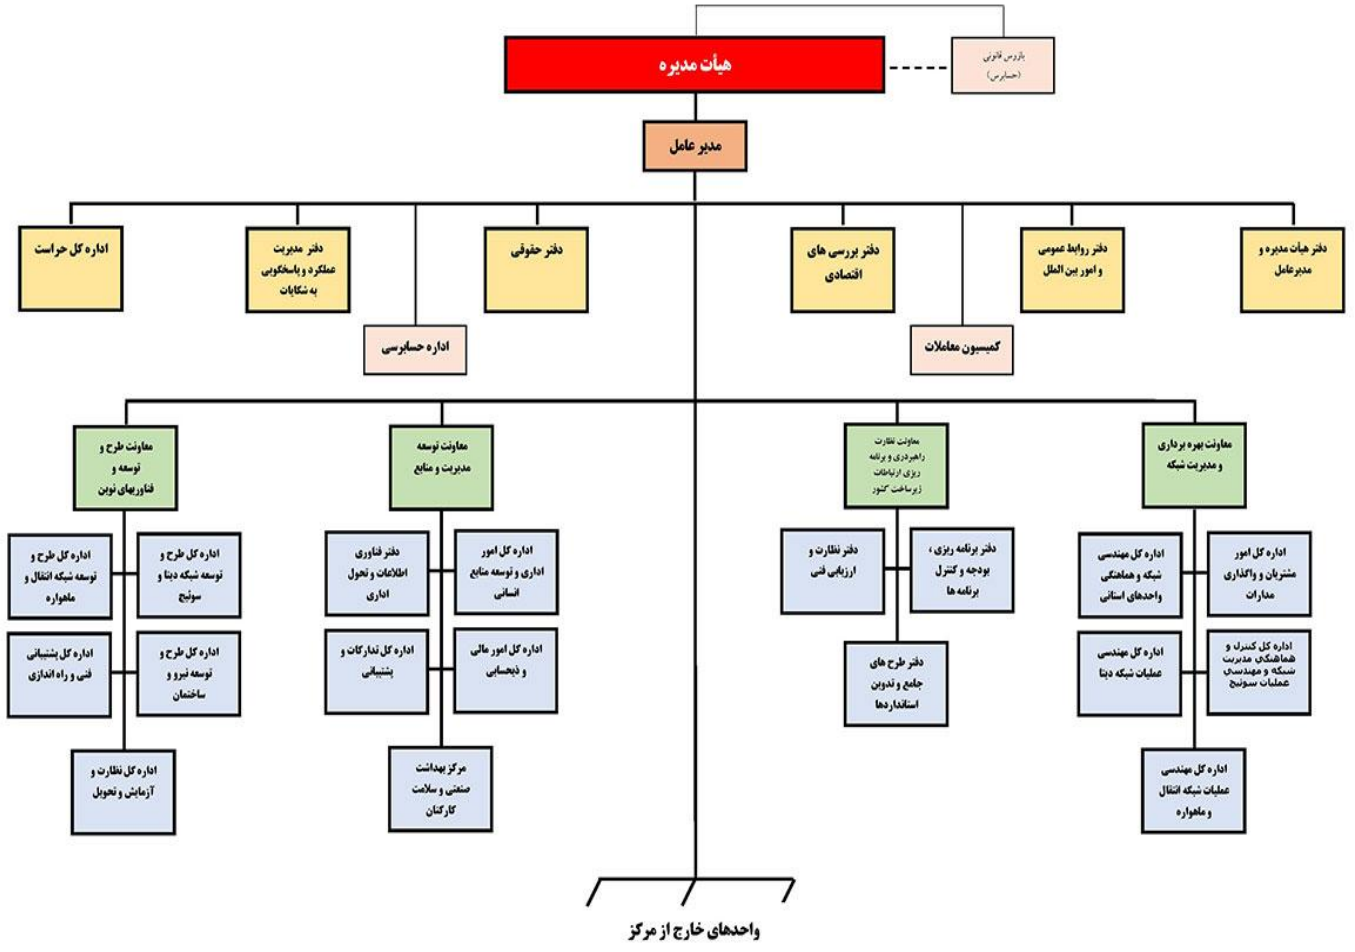 هیأت مدیره
بازرس قانونی
(حسابرس)
مدیر عامل
دفتر هیأت مدیره و
مدیرعامل
دفتر روابط عمومی
و امور بین الملل
دفتر بررسی های
اقتصادی
دفتر حقوقی
دفتر مدیریت
عملکرد و پاسخگویی
به شکایات
اداره کل حراست
کمیسیون معاملات
اداره حسابرسی
معاونت بهره برداری
و مدیریت شبکه
معاونت نظارت
راهبردری و برنامه
ریزی ارتباطات
زیرساخت کشور
معاونت توسعه
مدیریت و منابع
معاونت طرح و
توسعه و
فناوریهای نوین
اداره کل امور
مشتریان و واگذاری
مدارات
اداره کل مهندسی
شبکه و هماهنگی
واحدهای استانی
اداره کل کنترل و
هماهنگی مدیریت
شبکه و مهندسی
عملیات سوئیچ
اداره کل مهندسی
عملیات شبکه دیتا
اداره کل مهندسی
عملیات شبکه انتقال
و ماهواره
دفتر برنامه ریزی ،
بودجه و کنترل
برنامه ها
دفتر نظارت و
ارزیابی فنی
دفتر طرح های
جامع و تدوین
استانداردها
اداره کل امور
اداری و توسعه منابع
انسانی
دفتر فناوری
اطلاعات و تحول
اداری
اداره کل امور مالی
و ذیحسابی
اداره کل تدارکات و
پشتیبانی
مرکز بهداشت
صنعتی و سلامت
کارکنان
اداره کل طرح و
توسعه شبکه دیتا و
سوئیچ
اداره کل طرح و
توسعه شبکه انتقال و
ماهواره
اداره کل طرح و
توسعه نیرو و
ساختمان
اداره کل پشتیبانی
فنی و راه اندازی
اداره کل نظارت و
آزمایش و تحویل
واحدهای خارج از مرکز